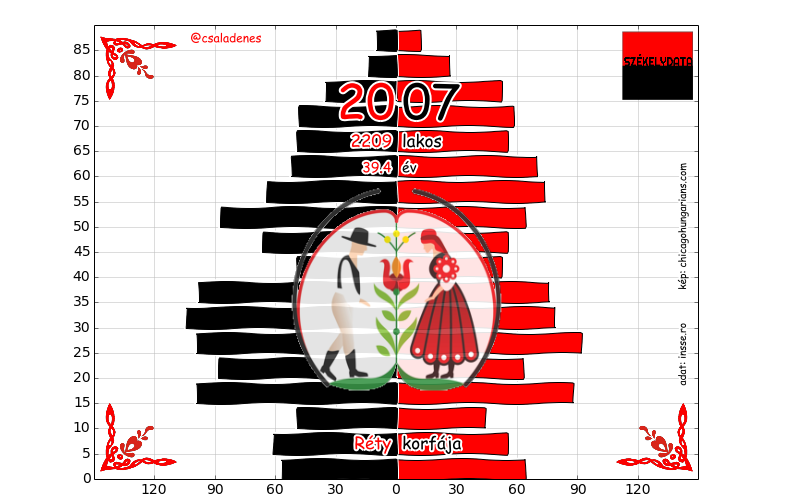 @csaladenes
SZÉKELYDATA
2007
2209 lakos
39.4 év
kép: chicagohungarians.com
adat: insse.ro
Réty korfája
85
80
75
70
65
60
55
50
45
40
35
30
25
20
15
10
5
0
120 90 60 30 0 30 60 90 120